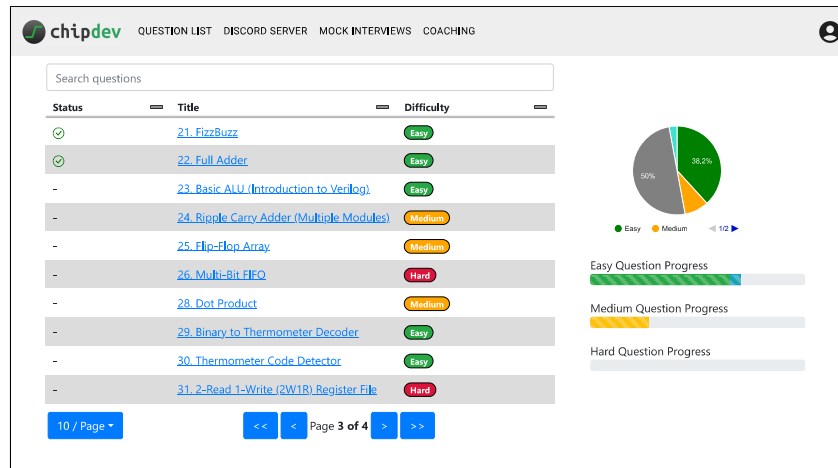 chipdev QUESTION LIST DISCORD SERVER MOCK INTERVIEWS COACHING
Search questions
Status Title Difficulty
21. FizzBuzz Easy
22. Full Adder Easy
- 23. Basic ALU (Introduction to Verilog) Easy
- 24. Ripple Carry Adder (Multiple Modules) Medium
- 25. Flip-Flop Array Medium
- 26. Multi-Bit FIFO Hard
- 28. Dot Product Medium
- 29. Binary to Thermometer Decoder Easy
- 30. Thermometer Code Detector Easy
- 31. 2-Read 1-Write (2W1R) Register File Hard
10 / Page << < Page 3 of 4 > >>
38,2%
50%
Easy Medium 1/2
Easy Question Progress
Medium Question Progress
Hard Question Progress